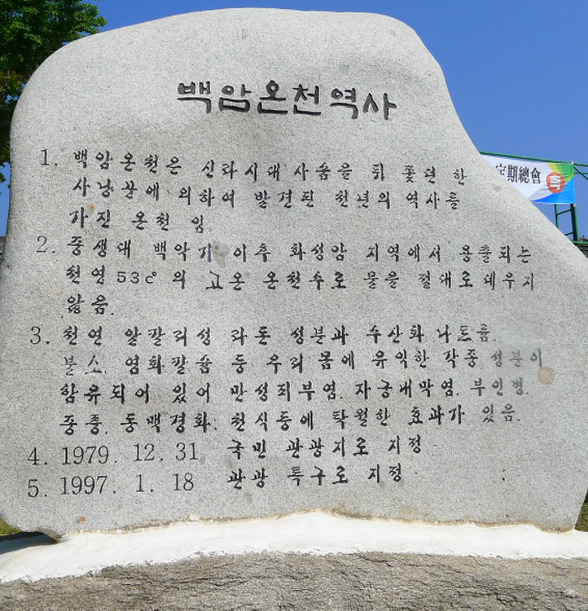 백암온천역사
1. 백암온천은 신라시대사슴을 뒤 쫓던 한
사냥꾼에 의하여 발견된 천년의 역사를
가진 온천 임
2. 중생대 백악기 이후 화성암 지역에서 용출되는
천연 53c° 의 고온 온천수로 물을 절대로 데우지
않음.
3. 천연 알칼리성 라돈 성분과 수산화 나트륨.
불소. 염화칼슘 등 우리 몸에 유익한 각종 성분이
함유되어 있어 만성피부염. 자궁내막염. 부인병.
중풍. 동맥경화. 천식등에 탁월한 효과가 있음.
4. 1979. 12. 31 국민 관광지로 지정
5. 1997. 1. 18 관광 특구로 지정
定期總會